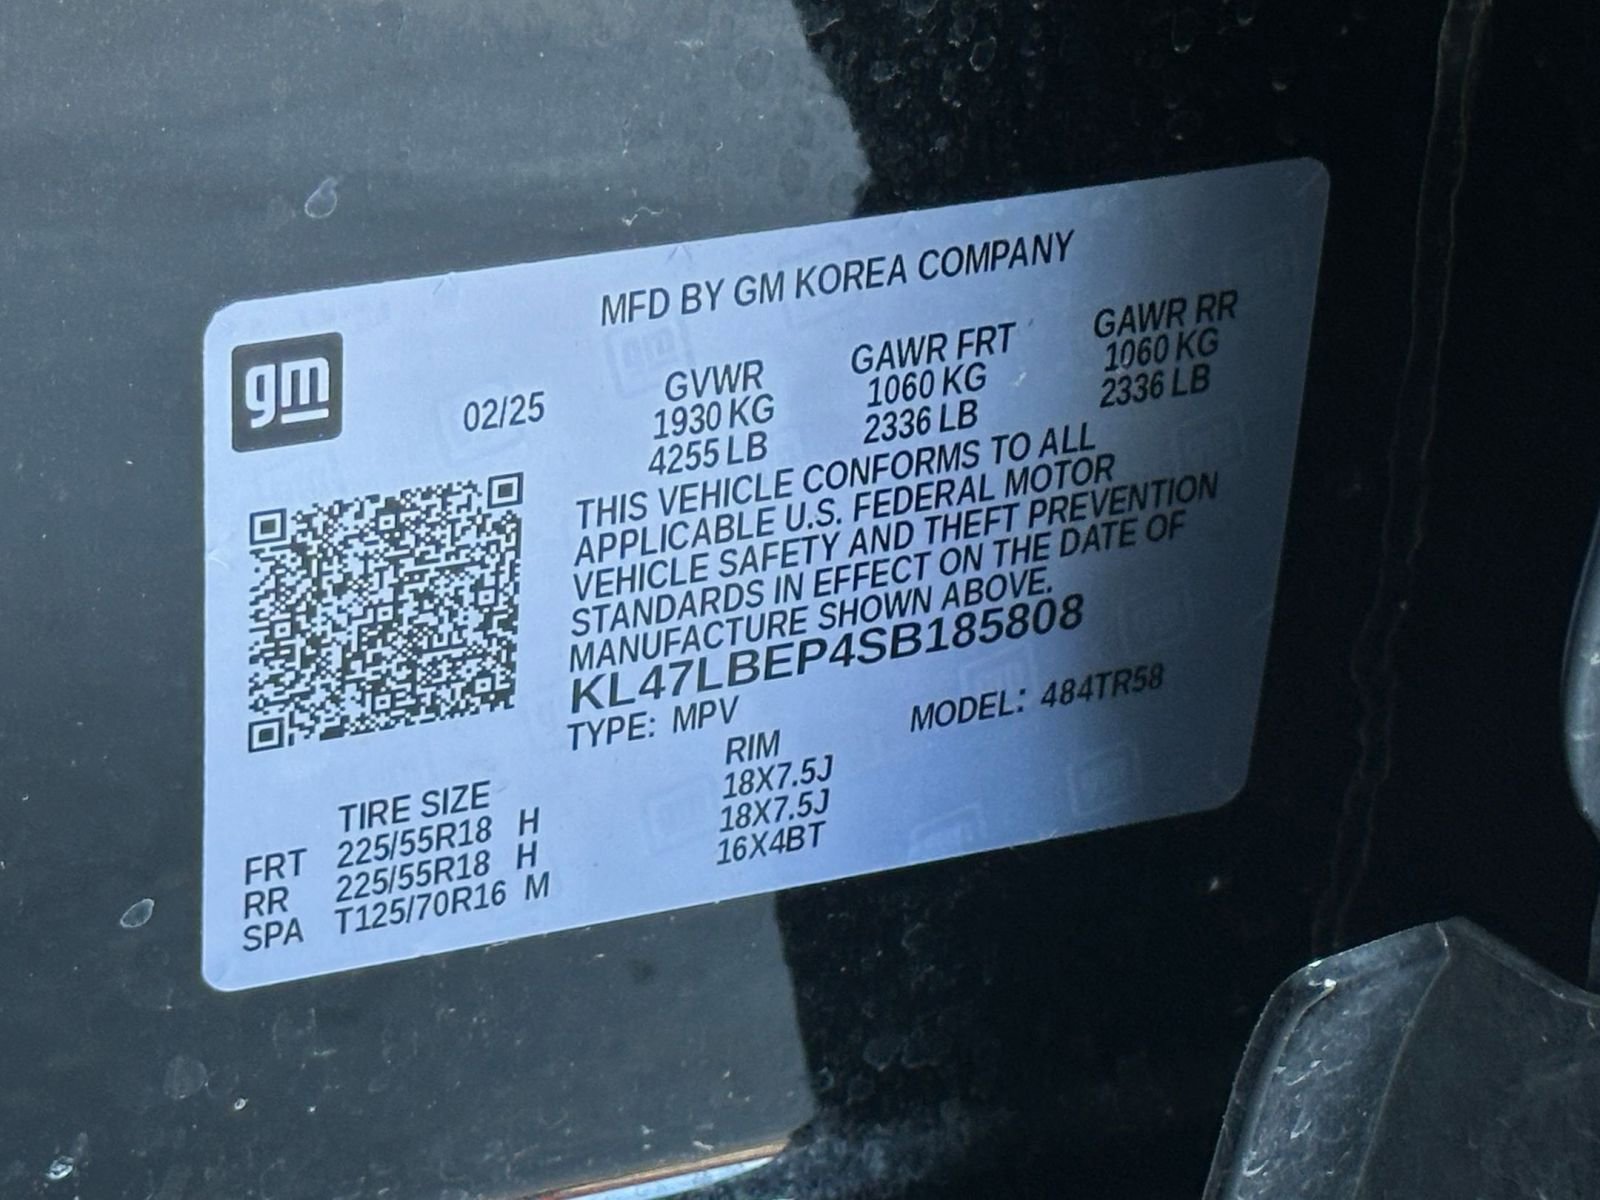 MFD BY GM KOREA COMPANY
gm
02/25
GVWR
1930 KG
4255 LB
GAWR FRT
1060 KG
2336 LB
GAWR RR
1060 KG
2336 LB
THIS VEHICLE CONFORMS TO ALL
APPLICABLE U.S. FEDERAL MOTOR
VEHICLE SAFETY AND THEFT PREVENTION
STANDARDS IN EFFECT ON THE DATE OF
MANUFACTURE SHOWN ABOVE.
KL47LBEP4SB185808
TYPE: MPV MODEL: 484TR58
TIRE SIZE RIM
FRT 225/55R18 H 18X7.5J
RR 225/55R18 H 18X7.5J
SPA T125/70R16 M 16X4BT